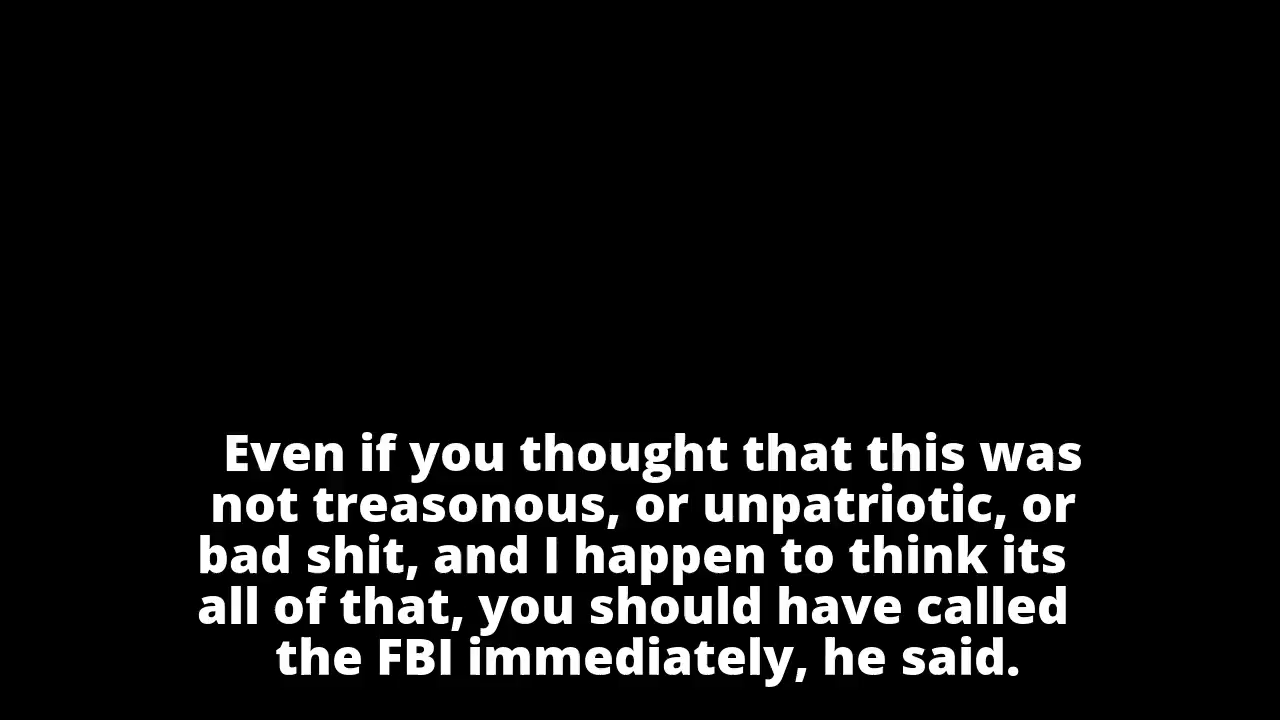 Even if you thought that this was
not treasonous, or unpatriotic, or
bad shit, and I happen to think its
all of that, you should have called
the FBI immediately, he said.